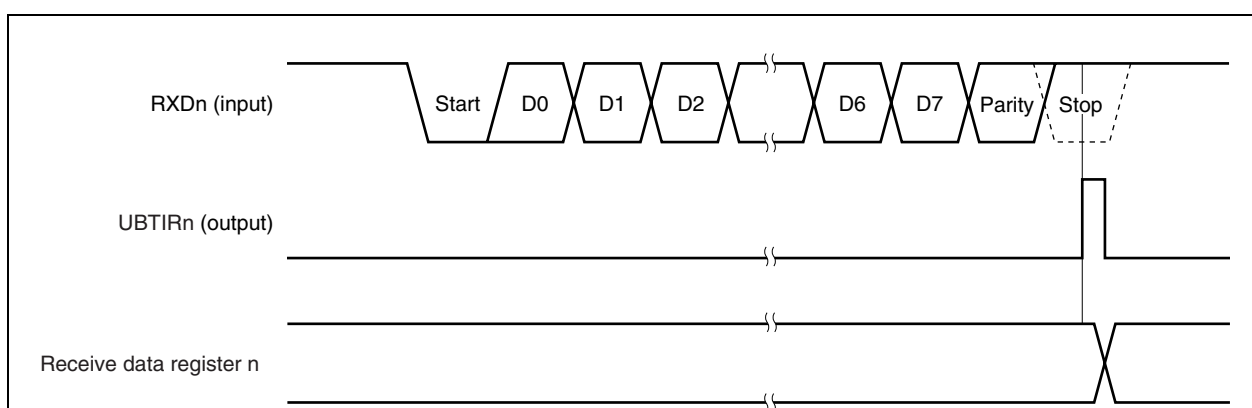 RXDn (input)
Start D0 D1 D2 D6 D7 Parity Stop
UBTIRn (output)
Receive data register n